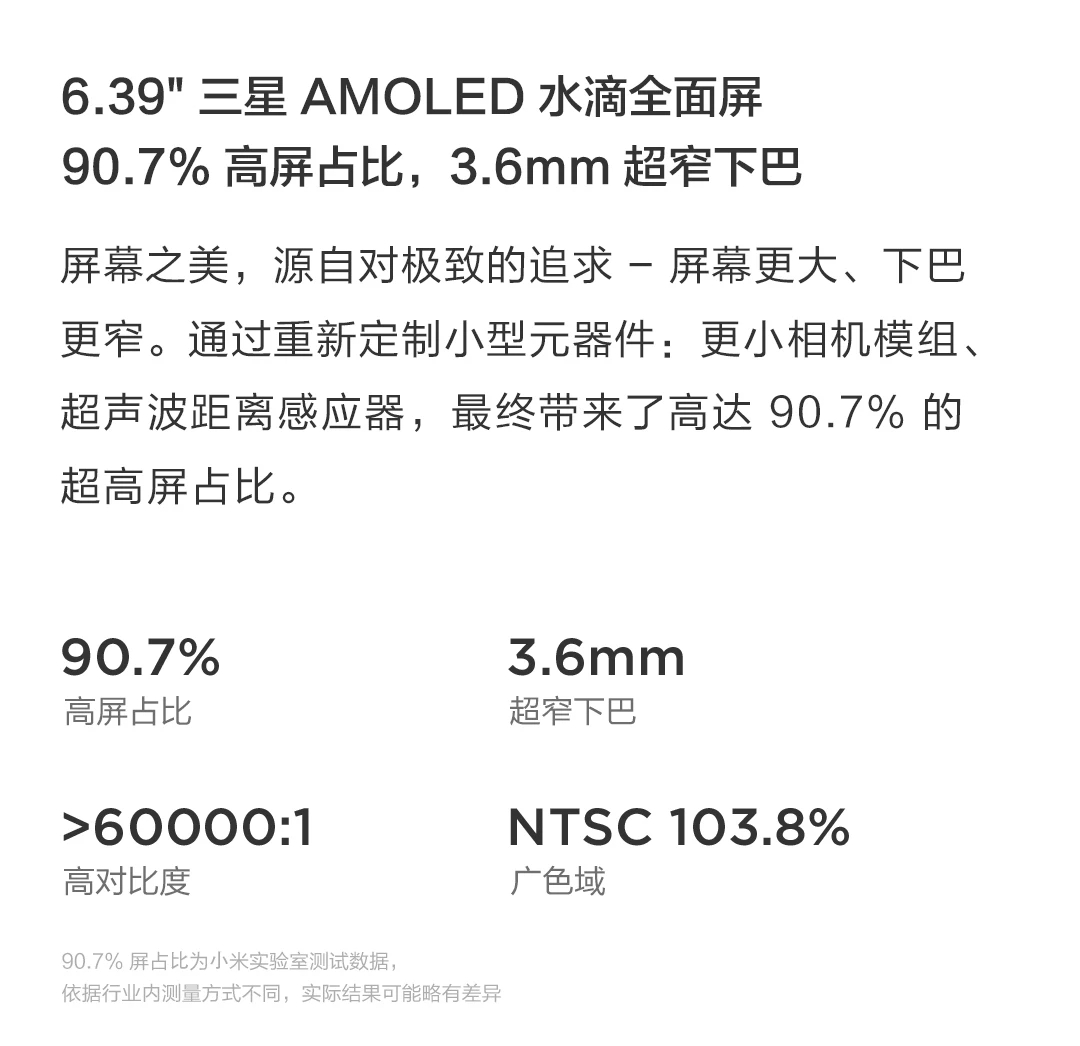 6.39" 三星 AMOLED 水滴全面屏
90.7% 高屏占比，3.6mm 超窄下巴
屏幕之美，源自对极致的追求 – 屏幕更大、下巴
更窄。通过重新定制小型元器件：更小相机模组、
超声波距离感应器，最终带来了高达 90.7% 的
超高屏占比。
90.7%
高屏占比
3.6mm
超窄下巴
>60000:1
高对比度
NTSC 103.8%
广色域
90.7% 屏占比为小米实验室测试数据，
依据行业内测量方式不同，实际结果可能略有差异